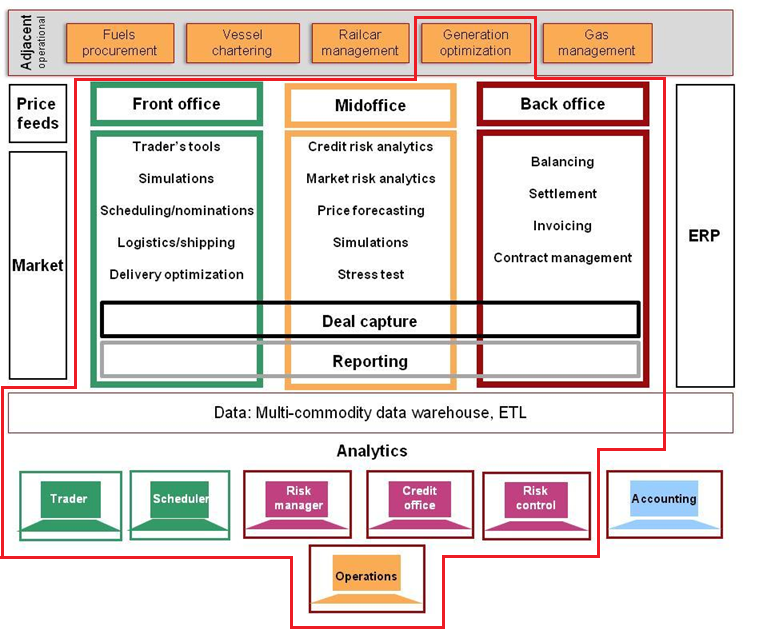 Adjacent
operational
Fuels
procurement
Vessel
chartering
Railcar
management
Generation
optimization
Gas
management
Price
feeds
Market
Front office
Trader's tools
Simulations
Scheduling/nominations
Logistics/shipping
Delivery optimization
Midoffice
Credit risk analytics
Market risk analytics
Price forecasting
Simulations
Stress test
Back office
Balancing
Settlement
Invoicing
Contract management
Deal capture
Reporting
ERP
Data: Multi-commodity data warehouse, ETL
Analytics
Trader
Scheduler
Risk
manager
Credit
office
Risk
control
Accounting
Operations